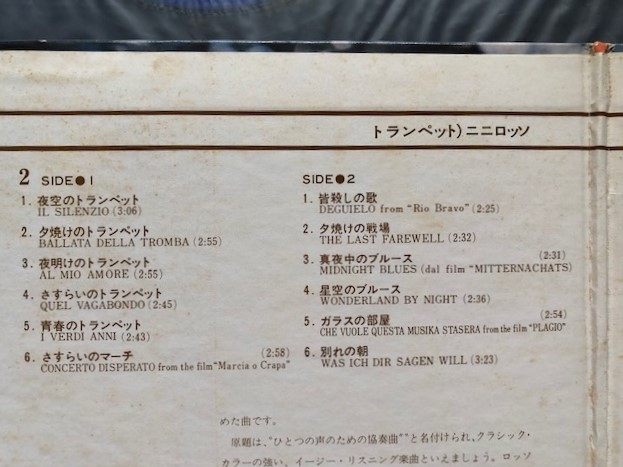 トランペット)ニニロッソ
2 SIDE●1
1. 夜空のトランペット
IL SILENZIO (3:06)
2. 夕焼けのトランペット
BALLATA DELLA TROMBA (2:55)
3. 夜明けのトランペット
AL MIO AMORE (2:55)
4. さすらいのトランペット
QUEL VAGABONDO (2:45)
5. 青春のトランペット
I VERDI ANNI (2:43)
6. さすらいのマーチ (2:58)
CONCERTO DISPERATO from the film "Marcia o Crapa"
SIDE●2
1. 皆殺しの歌
DEGUIELO from "Rio Bravo" (2:25)
2. 夕焼けの戦場
THE LAST FAREWELL (2:32)
3. 真夜中のブルース (2:31)
MIDNIGHT BLUES (dal film "MITTERNACHATS)
4. 星空のブルース
WONDERLAND BY NIGHT (2:36)
5. ガラスの部屋 (2:54)
CHE VUOLE QUESTA MUSIKA STASERA from the film "PLAGIO"
6. 別れの朝
WAS ICH DIR SAGEN WILL (3:23)
めた曲です。
原題は、"ひとつの声のための協奏曲"と名付けられ、クラシック・
カラーの強い、イージー・リスニング楽曲といえましょう。ロッソ